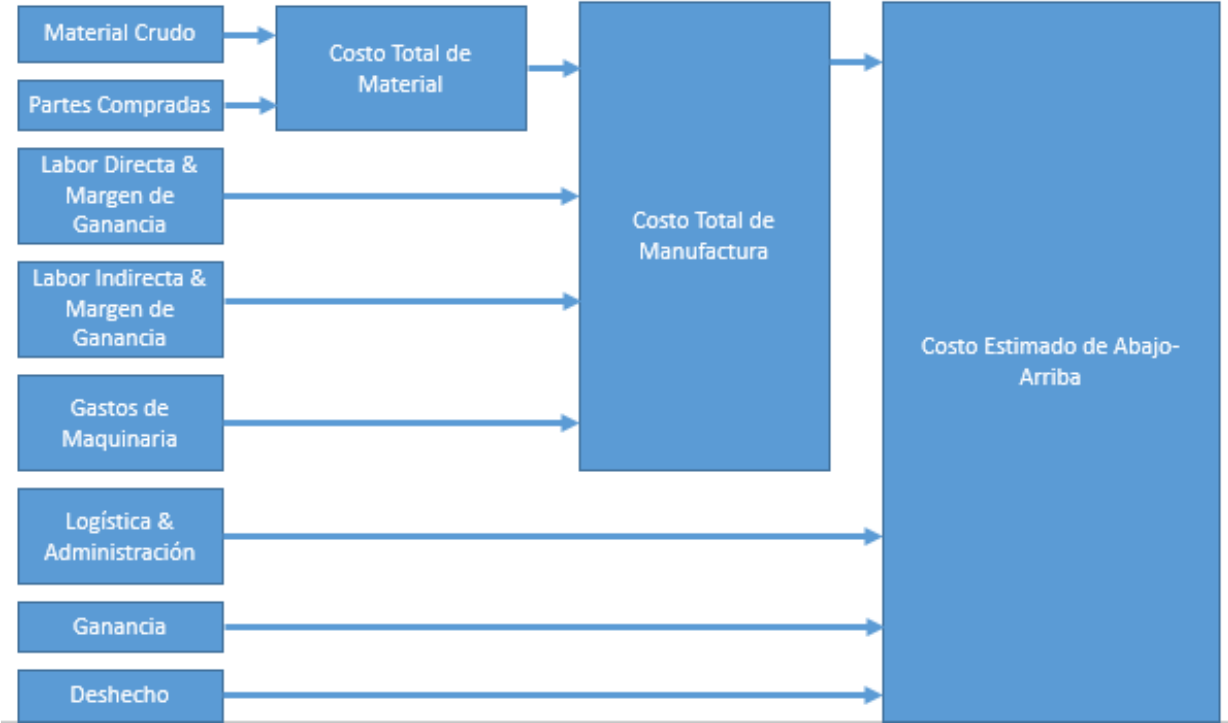 Material Crudo
Costo Total de
Material
Partes Compradas
Labor Directa &
Margen de
Ganancia
Labor Indirecta &
Margen de
Ganancia
Gastos de
Maquinaria
Costo Total de
Manufactura
Costo Estimado de Abajo-
Arriba
Logística &
Administración
Ganancia
Deshecho